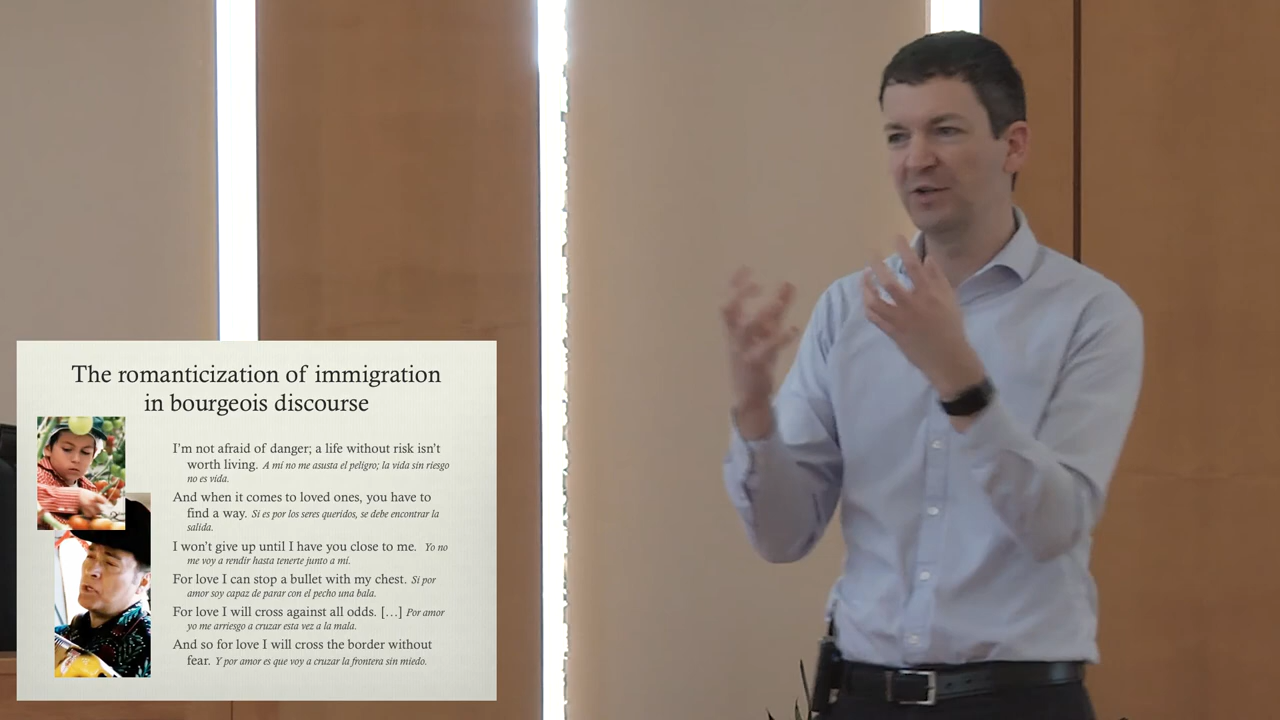 The romanticization of immigration
in bourgeois discourse
I'm not afraid of danger; a life without risk isn't
worth living. A mí no me asusta el peligro; la vida sin riesgo
no es vida.
And when it comes to loved ones, you have to
find a way. Si es por los seres queridos, se debe encontrar la
salida.
I won't give up until I have you close to me. Yo no
me voy a rendir hasta tenerte junto a mí.
For love I can stop a bullet with my chest. Si por
amor soy capaz de parar con el pecho una bala.
For love I will cross against all odds. […] Por amor
yo me arriesgo a cruzar esta vez a la mala.
And so for love I will cross the border without
fear. Y por amor es que voy a cruzar la frontera sin miedo.